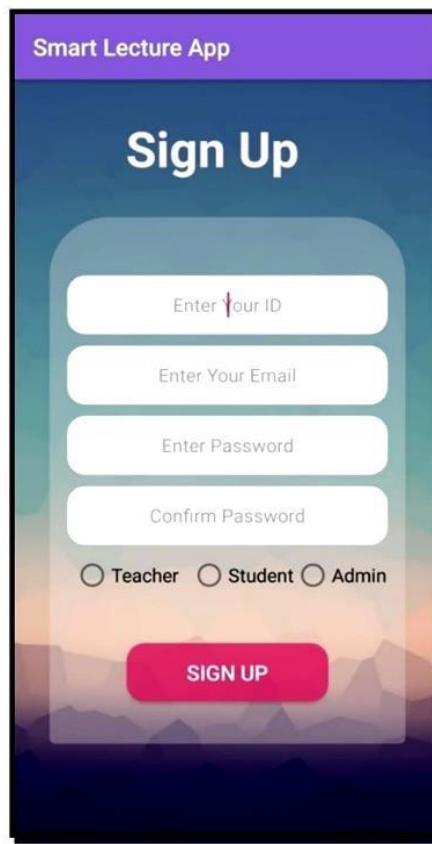 Smart Lecture App
Sign Up
Enter Your ID
Enter Your Email
Enter Password
Confirm Password
Teacher Student Admin
SIGN UP